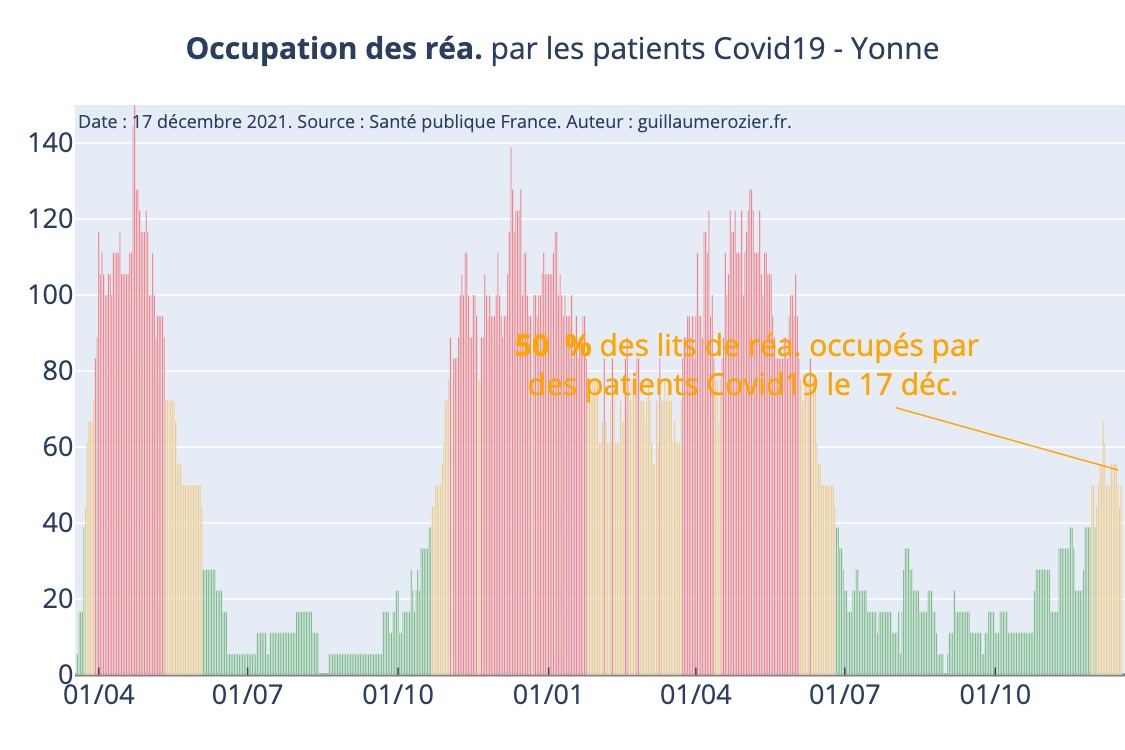 Occupation des réa. par les patients Covid19 - Yonne
Date : 17 décembre 2021. Source : Santé publique France. Auteur : guillaumerozier.fr.
140
120
100
50 % des lits de réa. occupés par
des patients Covid19 le 17 déc.
80
60
40
20
0
01/04 01/07 01/10 01/01 01/04 01/07 01/10